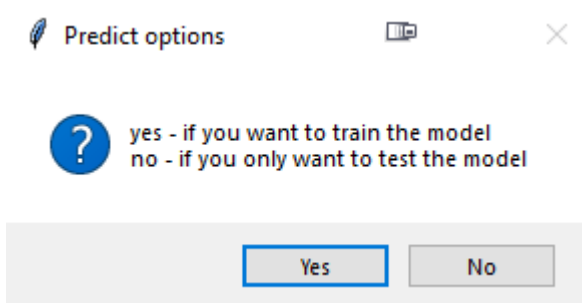 Predict options
yes - if you want to train the model
no - if you only want to test the model
Yes
No